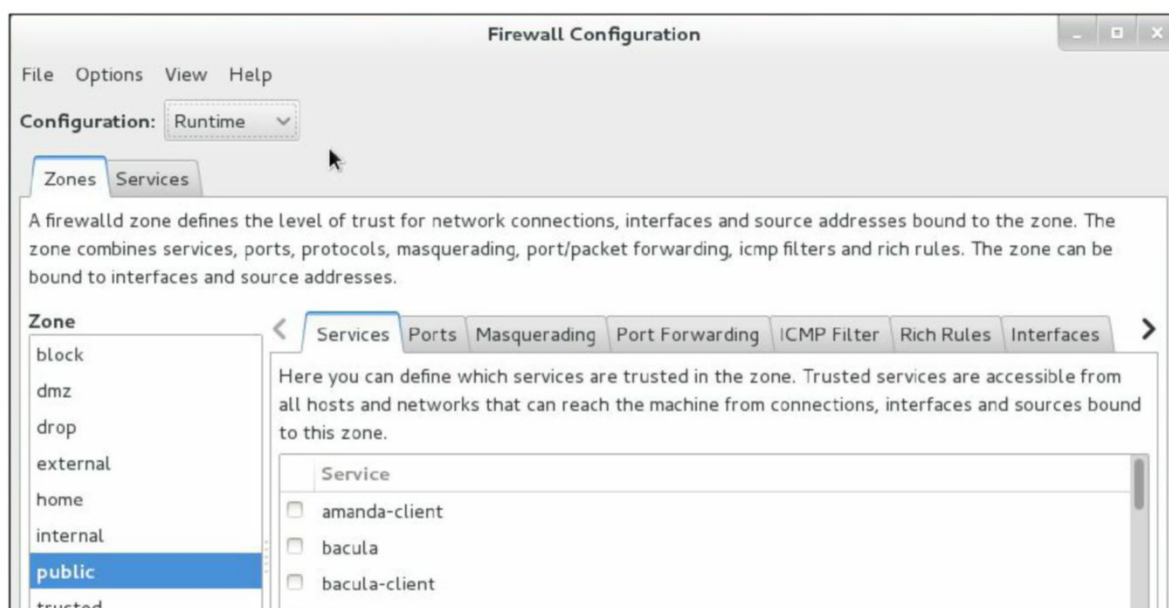 Firewall Configuration
File Options View Help
Configuration: Runtime
Zones Services
A firewalld zone defines the level of trust for network connections, interfaces and source addresses bound to the zone. The
zone combines services, ports, protocols, masquerading, port/packet forwarding, icmp filters and rich rules. The zone can be
bound to interfaces and source addresses.
Zone
block
dmz
drop
external
home
internal
public
trusted
Services Ports Masquerading Port Forwarding ICMP Filter Rich Rules Interfaces
Here you can define which services are trusted in the zone. Trusted services are accessible from
all hosts and networks that can reach the machine from connections, interfaces and sources bound
to this zone.
Service
amanda-client
bacula
bacula-client